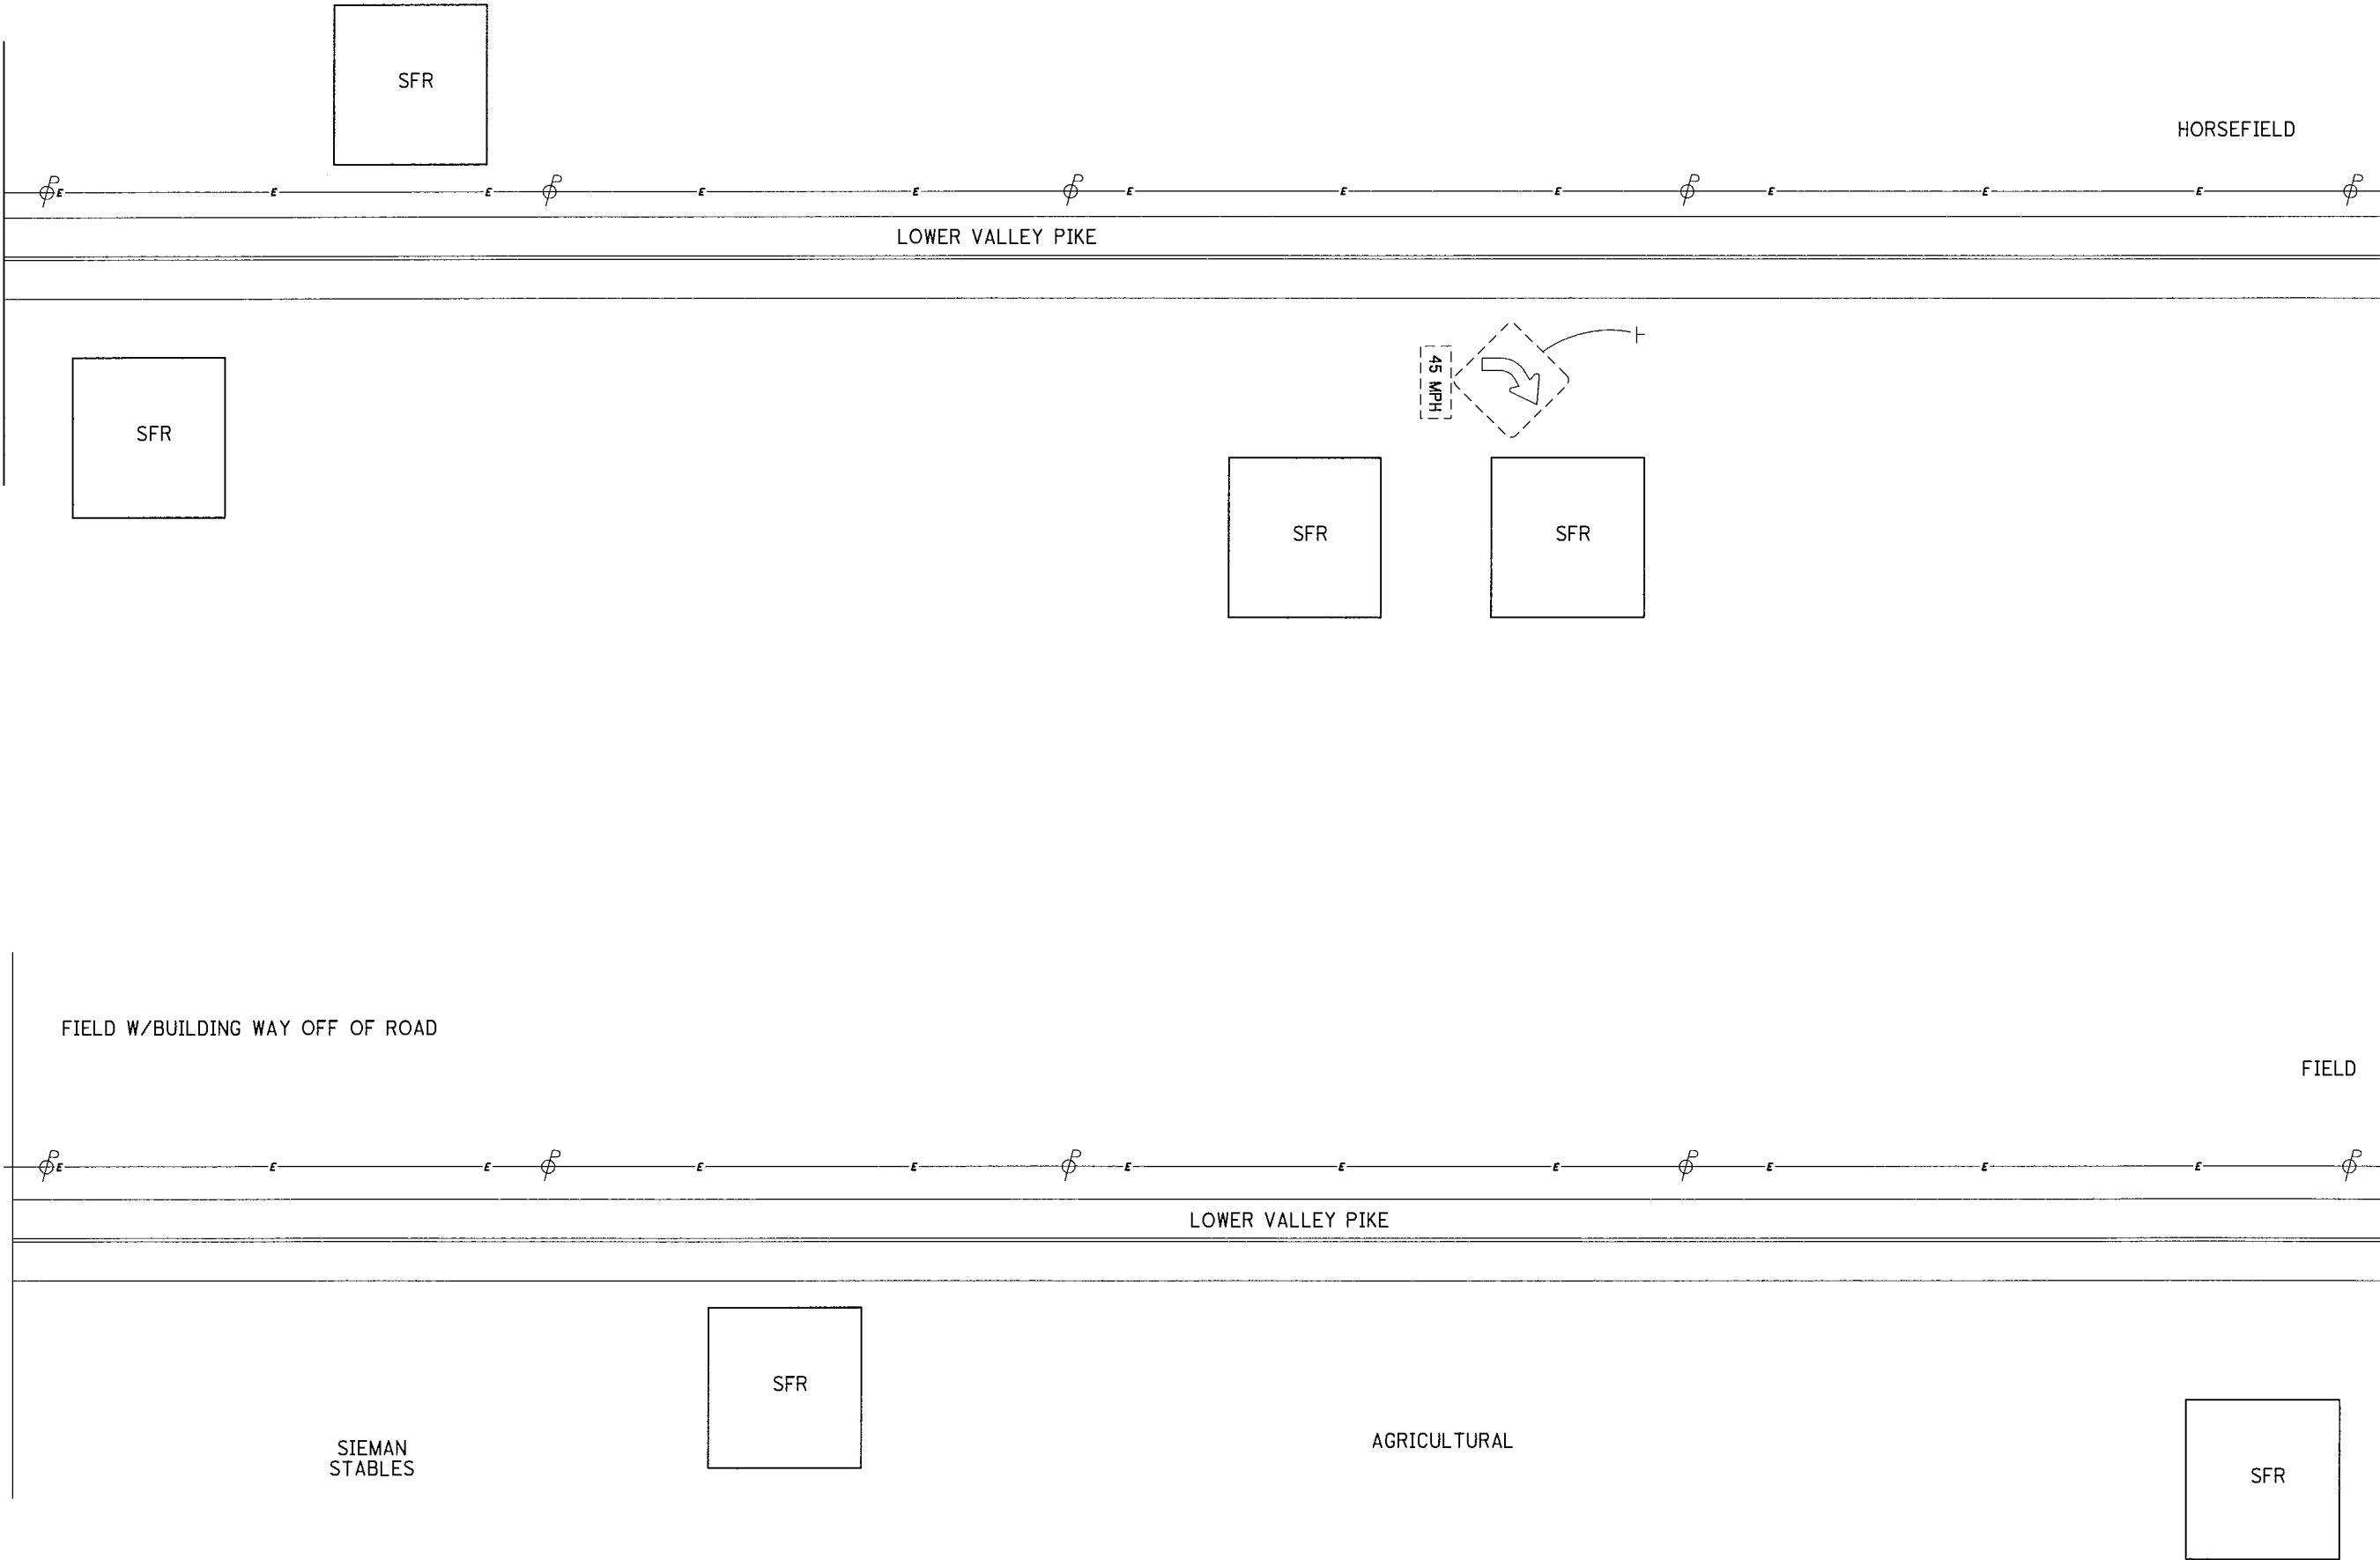 SFR
HORSEFIELD
P P P P P
E E E E E E E E E E E
LOWER VALLEY PIKE
45 MPH
SFR
SFR
SFR
FIELD W/BUILDING WAY OFF OF ROAD
FIELD
P P P P P
E E E E E E E E E E E
LOWER VALLEY PIKE
SFR
SIEMAN
STABLES
AGRICULTURAL
SFR